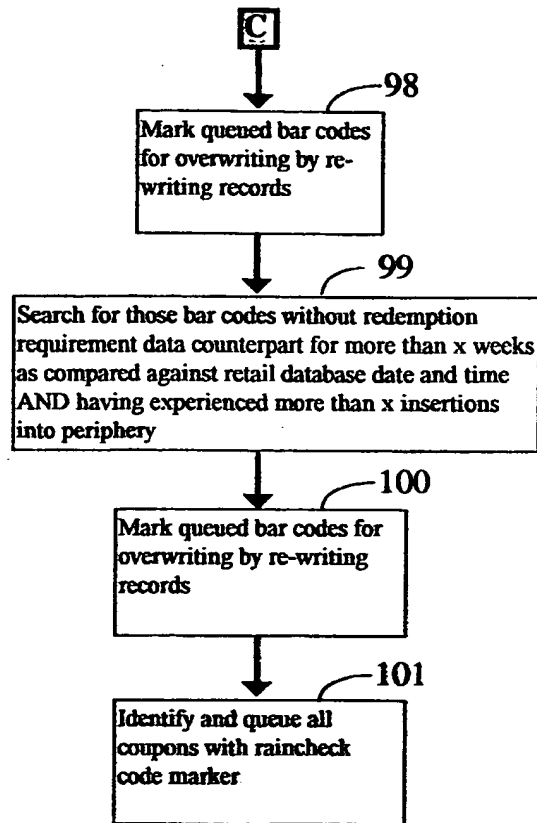 C
98
Mark queued bar codes
for overwriting by re-
writing records
99
Search for those bar codes without redemption
requirement data counterpart for more than x weeks
as compared against retail database date and time
AND having experienced more than x insertions
into periphery
100
Mark queued bar codes for
overwriting by re-writing
records
101
Identify and queue all
coupons with raincheck
code marker